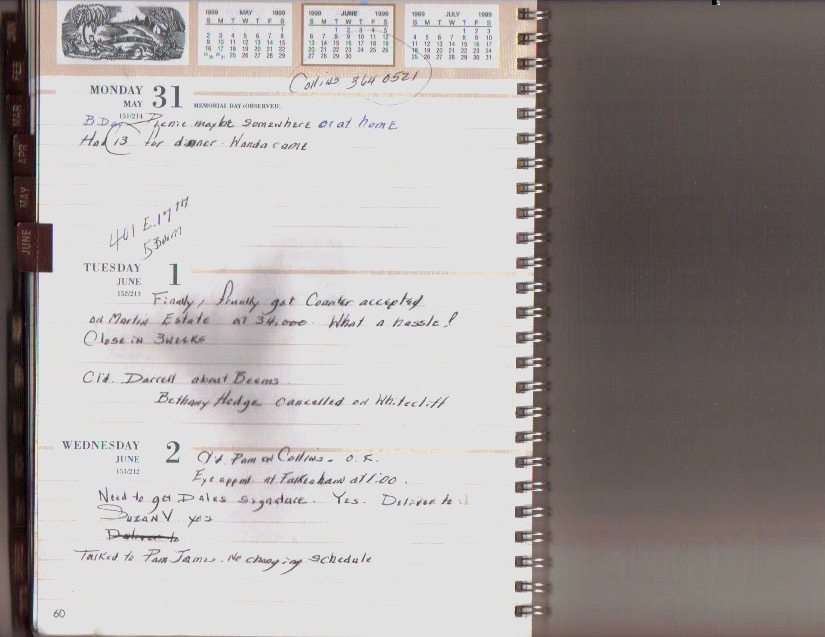 1999 MAY 1999
S M T W T F S
1
2 3 4 5 6 7 8
9 10 11 12 13 14 15
16 17 18 19 20 21 22
23/30 24/31 25 26 27 28 29
1999 JUNE 1999
S M T W T F S
1 2 3 4 5
6 7 8 9 10 11 12
13 14 15 16 17 18 19
20 21 22 23 24 25 26
27 28 29 30
1999 JULY 1999
S M T W T F S
1 2 3
4 5 6 7 8 9 10
11 12 13 14 15 16 17
18 19 20 21 22 23 24
25 26 27 28 29 30 31
Collins 364 0521
FEB
MAR
APR
MAY
JUNE
MONDAY 31
MAY MEMORIAL DAY (OBSERVED)
151/214
B Day Picnic maybe somewhere or at home
Had 13 for dinner. Wanda came
401 E. 17th
5 Bdrm
TUESDAY 1
JUNE
152/213
Finally, finally got Counter accepted
on Martin Estate at 34,000. What a hassle!
Close in 3 weeks
Cl'd. Darrell about Beems.
Bethany Hedge cancelled on Whitecliff
WEDNESDAY 2
JUNE
153/212
Cl'd. Pam on Collins - O.K.
Eye appmt. at Falkenham at 1:00.
Need to get Dales signature. Yes. Deliver to
Suzan V yes
Deliver to
Talked to Pam James. No changing schedule
60